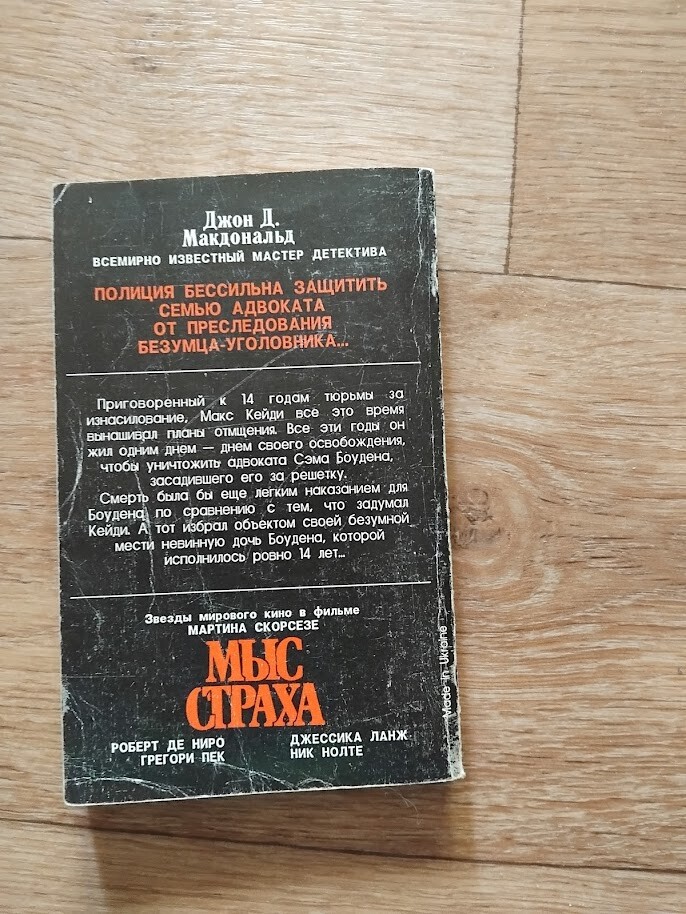 Джон Д.
Макдональд
ВСЕМИРНО ИЗВЕСТНЫЙ МАСТЕР ДЕТЕКТИВА
ПОЛИЦИЯ БЕССИЛЬНА ЗАЩИТИТЬ
СЕМЬЮ АДВОКАТА
ОТ ПРЕСЛЕДОВАНИЯ
БЕЗУМЦА-УГОЛОВНИКА...
Приговоренный к 14 годам тюрьмы за
изнасилование, Макс Кейди все это время
вынашивал планы отмщения. Все эти годы он
жил одним днем — днем своего освобождения,
чтобы уничтожить адвоката Сэма Боудена,
засадившего его за решетку.
Смерть была бы еще легким наказанием для
Боудена по сравнению с тем, что задумал
Кейди. А тот избрал объектом своей безумной
мести невинную дочь Боудена, которой
исполнилось ровно 14 лет...
Звезды мирового кино в фильме
МАРТИНА СКОРСЕЗЕ
МЫС
СТРАХА
РОБЕРТ ДЕ НИРО
ГРЕГОРИ ПЕК
ДЖЕССИКА ЛАНЖ
НИК НОЛТЕ
Made in Ukraine